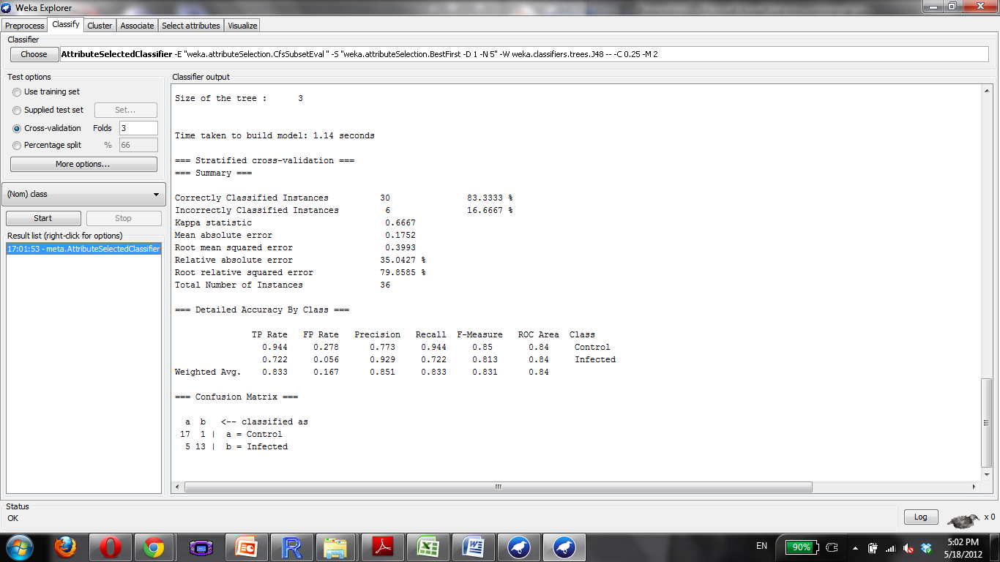 Weka Explorer
Preprocess Classify Cluster Associate Select attributes Visualize
Classifier
Choose AttributeSelectedClassifier -E "weka.attributeSelection.CfsSubsetEval " -S "weka.attributeSelection.BestFirst -D 1 -N 5" -W weka.classifiers.trees.J48 -- -C 0.25 -M 2
Test options
Use training set
Supplied test set Set...
Cross-validation Folds 3
Percentage split % 66
More options...
(Nom) class
Start Stop
Result list (right-click for options)
17:01:53 - meta.AttributeSelectedClassifier
Classifier output
Size of the tree : 3
Time taken to build model: 1.14 seconds
=== Stratified cross-validation ===
=== Summary ===
Correctly Classified Instances 30 83.3333 %
Incorrectly Classified Instances 6 16.6667 %
Kappa statistic 0.6667
Mean absolute error 0.1752
Root mean squared error 0.3993
Relative absolute error 35.0427 %
Root relative squared error 79.8585 %
Total Number of Instances 36
=== Detailed Accuracy By Class ===
TP Rate FP Rate Precision Recall F-Measure ROC Area Class
0.944 0.278 0.773 0.944 0.85 0.84 Control
0.722 0.056 0.929 0.722 0.813 0.84 Infected
Weighted Avg. 0.833 0.167 0.851 0.833 0.831 0.84
=== Confusion Matrix ===
a b <-- classified as
17 1 | a = Control
5 13 | b = Infected
Status
OK
Log x 0
EN 90% 5:02 PM
5/18/2012